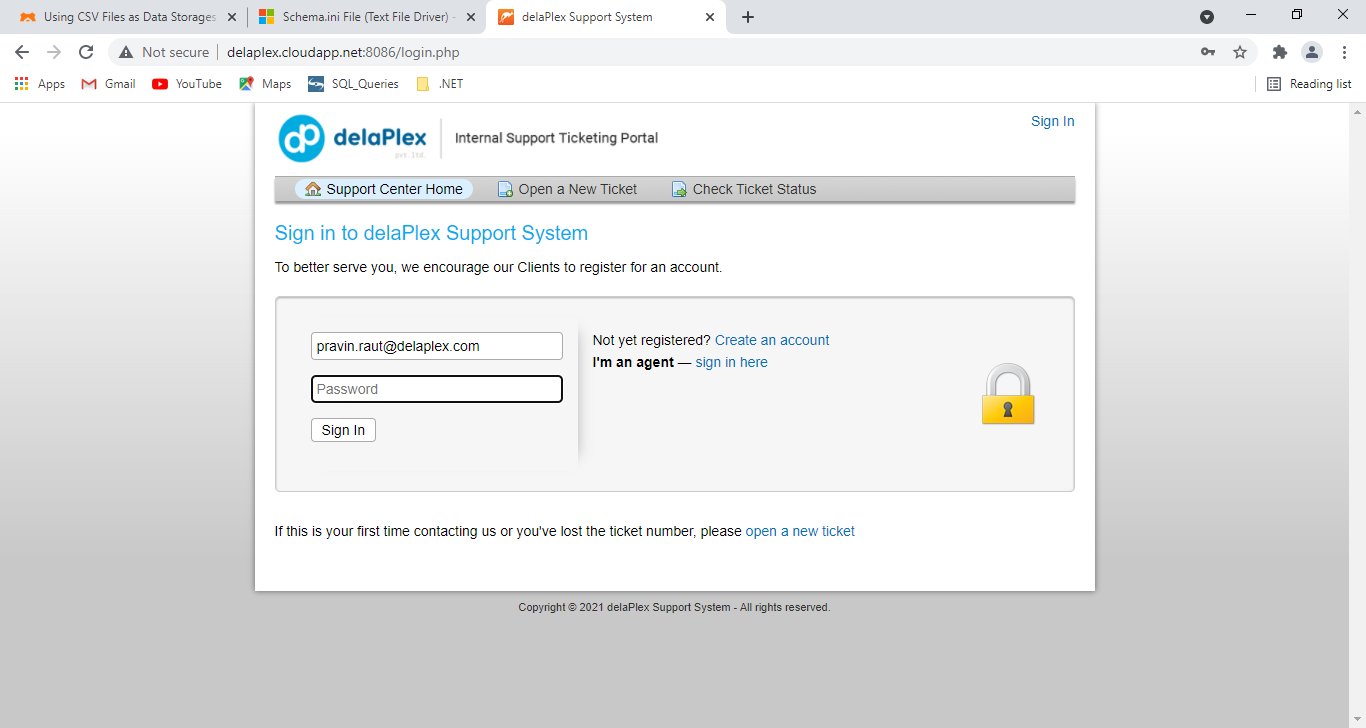 Using CSV Files as Data Storages
Schema.ini File (Text File Driver) -
delaPlex Support System
Not secure
delaplex.cloudapp.net:8086/login.php
Apps
Gmail
YouTube
Maps
SQL_Queries
.NET
Reading list
dp delaPlex
pvt.ltd.
Internal Support Ticketing Portal
Sign In
Support Center Home
Open a New Ticket
Check Ticket Status
Sign in to delaPlex Support System
To better serve you, we encourage our Clients to register for an account.
pravin.raut@delaplex.com
Password
Sign In
Not yet registered? Create an account
I'm an agent — sign in here
If this is your first time contacting us or you've lost the ticket number, please open a new ticket
Copyright © 2021 delaPlex Support System - All rights reserved.